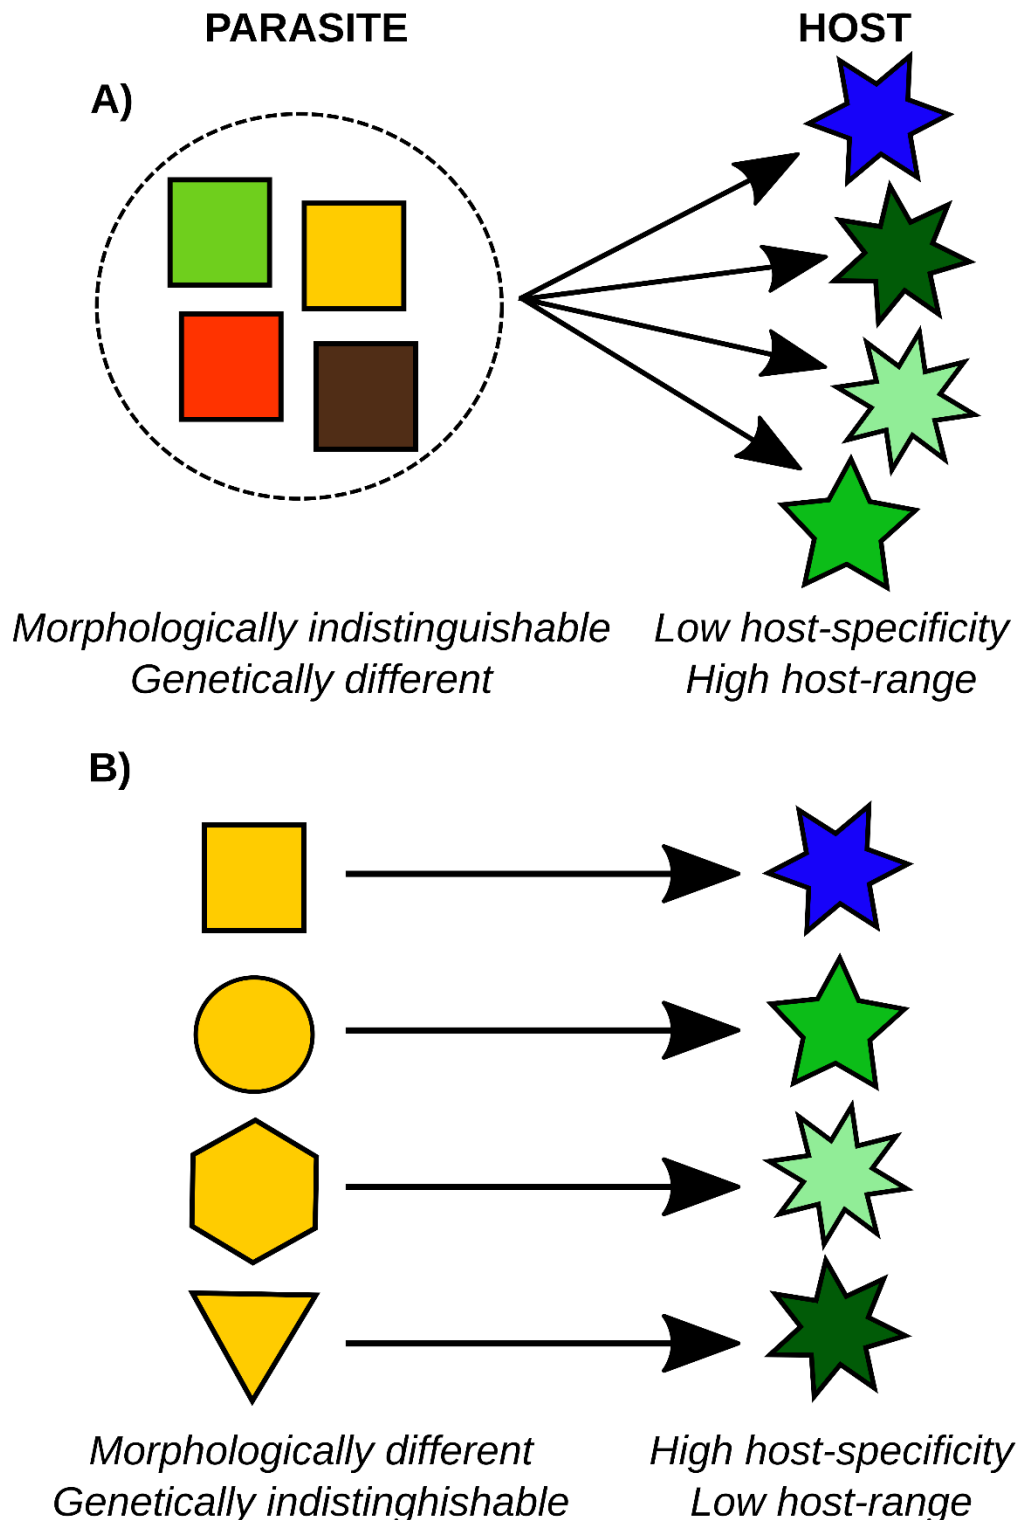 PARASITE
HOST
A)
Morphologically indistinguishable
Genetically different
Low host-specificity
High host-range
B)
Morphologically different
Genetically indistinghishable
High host-specificity
Low host-range